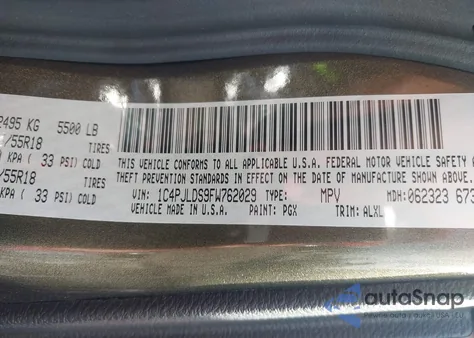 2495 KG 5500 LB
/55R18 TIRES
KPA ( 33 PSI) COLD
/55R18 TIRES
KPA ( 33 PSI) COLD
THIS VEHICLE CONFORMS TO ALL APPLICABLE U.S.A. FEDERAL MOTOR VEHICLE SAFETY
THEFT PREVENTION STANDARDS IN EFFECT ON THE DATE OF MANUFACTURE SHOWN ABOVE.
VIN: 1C4PJLDS9FW762029 TYPE: MPV MDH: 062323 673
VEHICLE MADE IN U.S.A. PAINT: PGX TRIM: ALXL
autoSnap